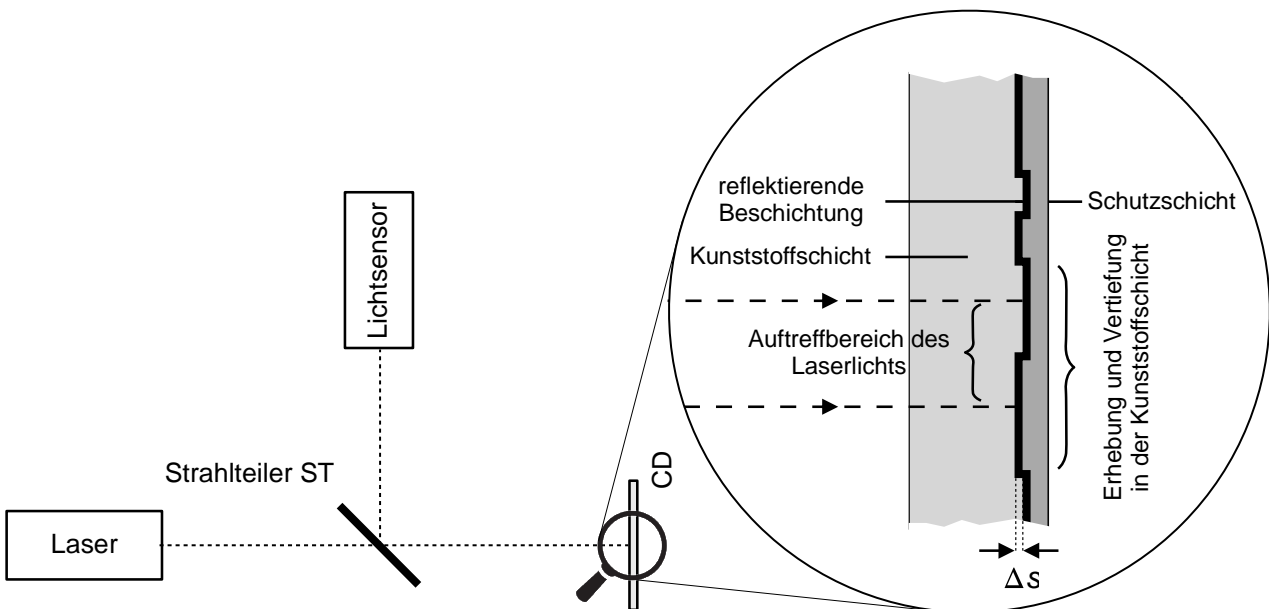 reflektierende
Beschichtung
Schutzschicht
Kunststoffschicht
Auftreffbereich des
Laserlichts
Erhebung und Vertiefung
in der Kunststoffschicht
Lichtsensor
Strahlteiler ST
CD
Laser
Δs